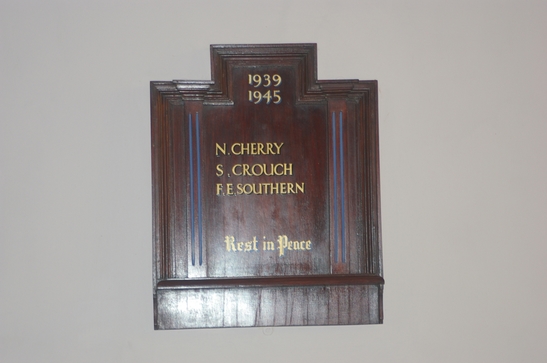 1939
1945
N. CHERRY
S. CROUCH
F. E. SOUTHERN
Rest in Peace